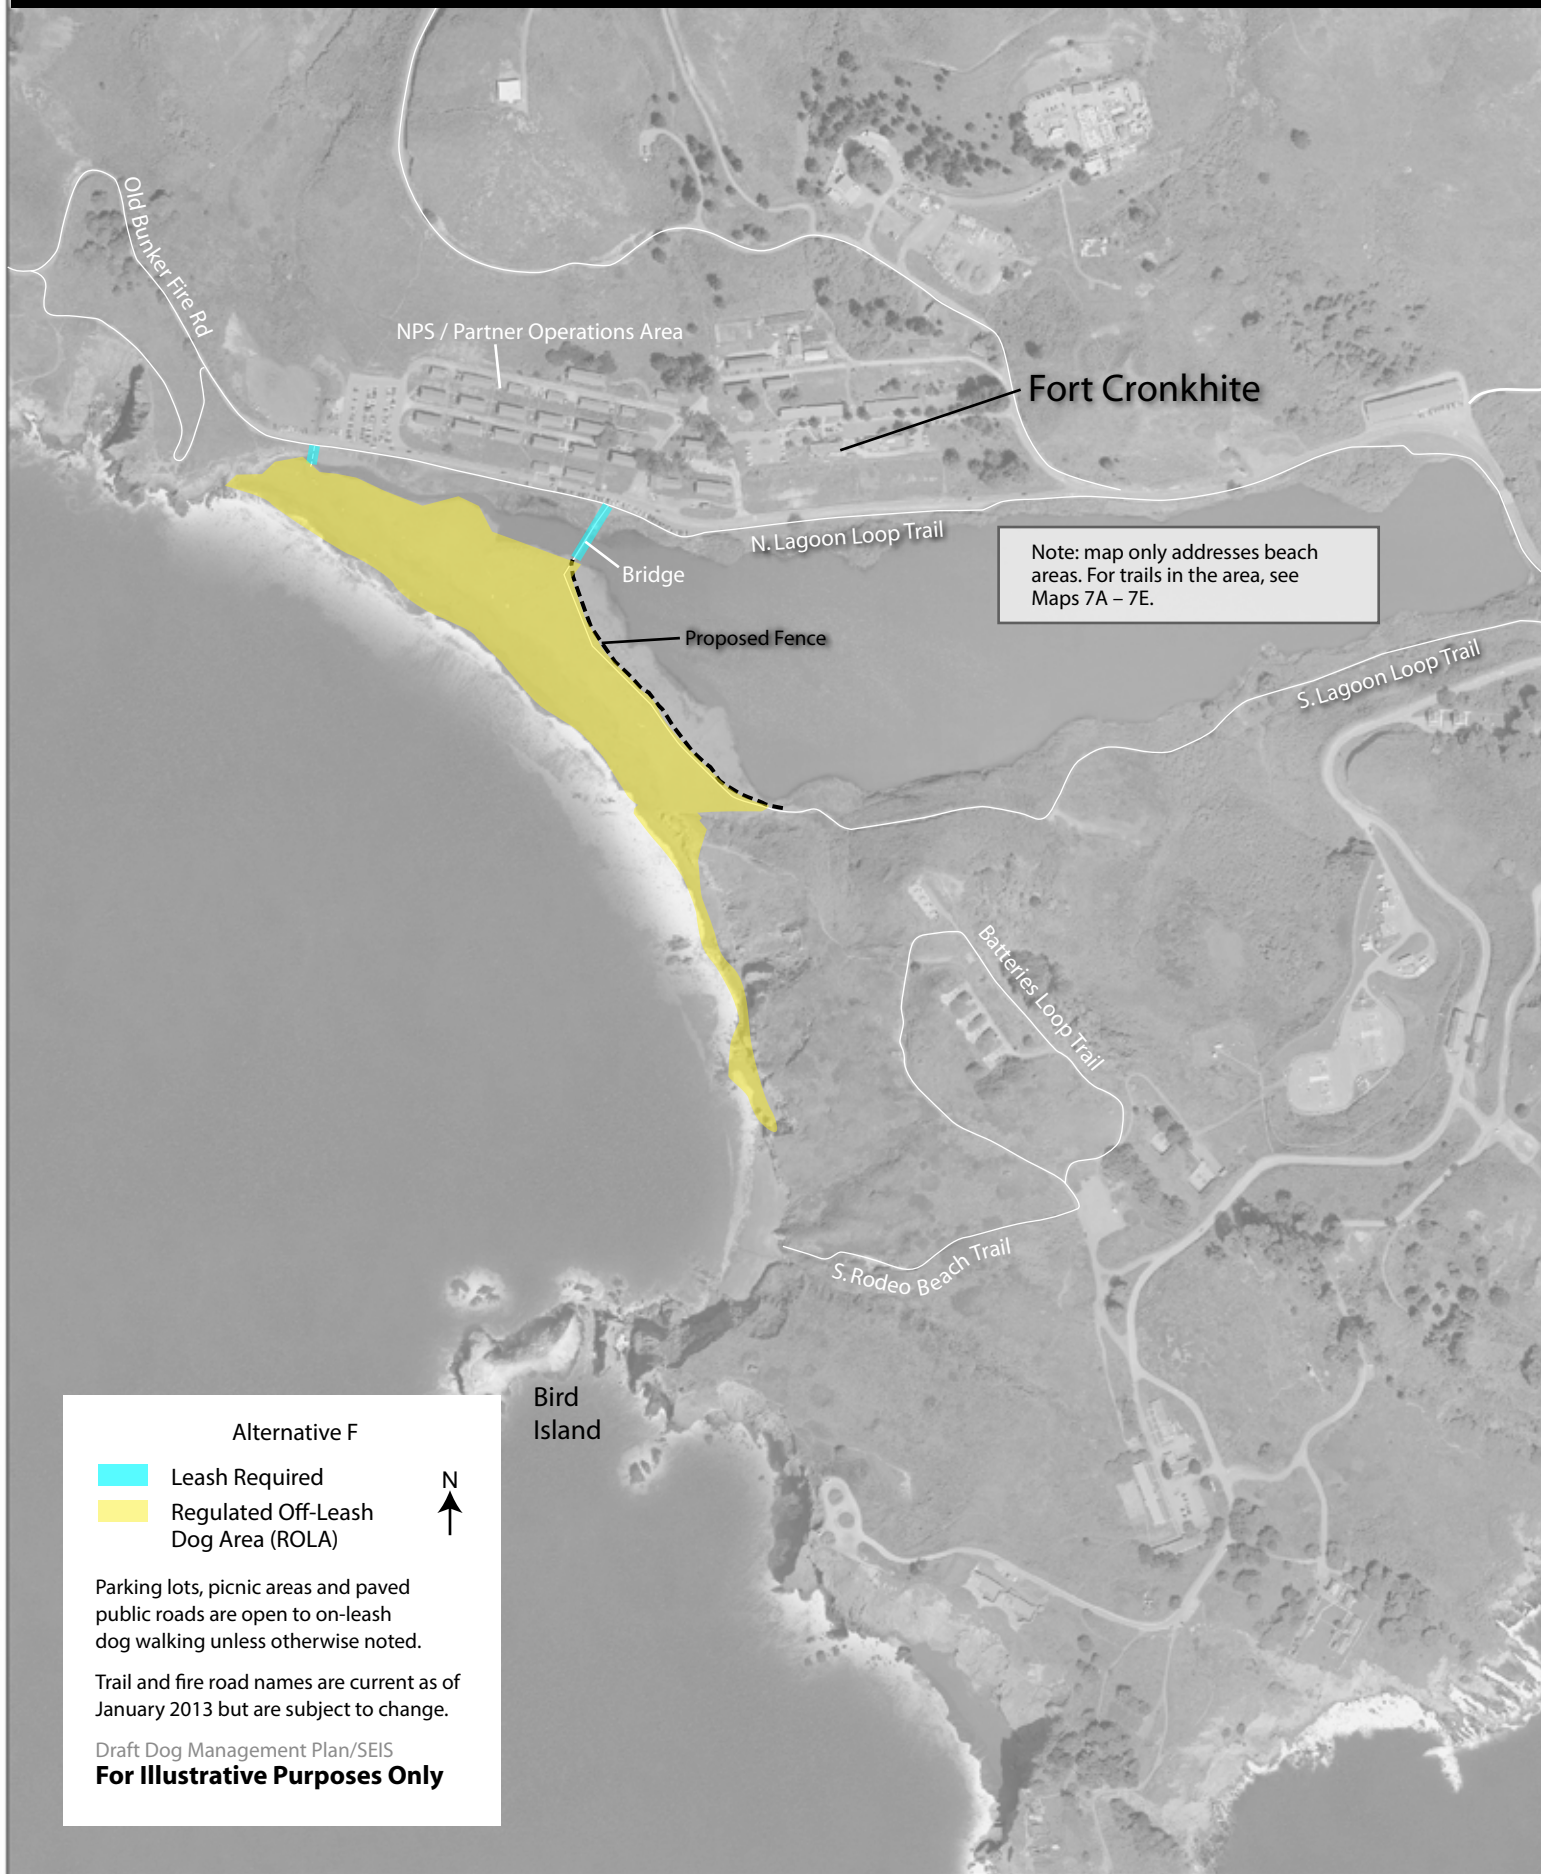 Old Bunker Fire Rd
NPS / Partner Operations Area
Fort Cronkhite
N. Lagoon Loop Trail
Note: map only addresses beach
areas. For trails in the area, see
Maps 7A – 7E.
Bridge
Proposed Fence
S. Lagoon Loop Trail
Batteries Loop Trail
S. Rodeo Beach Trail
Bird
Island
Alternative F
Leash Required
N
Regulated Off-Leash
Dog Area (ROLA)
Parking lots, picnic areas and paved
public roads are open to on-leash
dog walking unless otherwise noted.
Trail and fire road names are current as of
January 2013 but are subject to change.
Draft Dog Management Plan/SEIS
For Illustrative Purposes Only